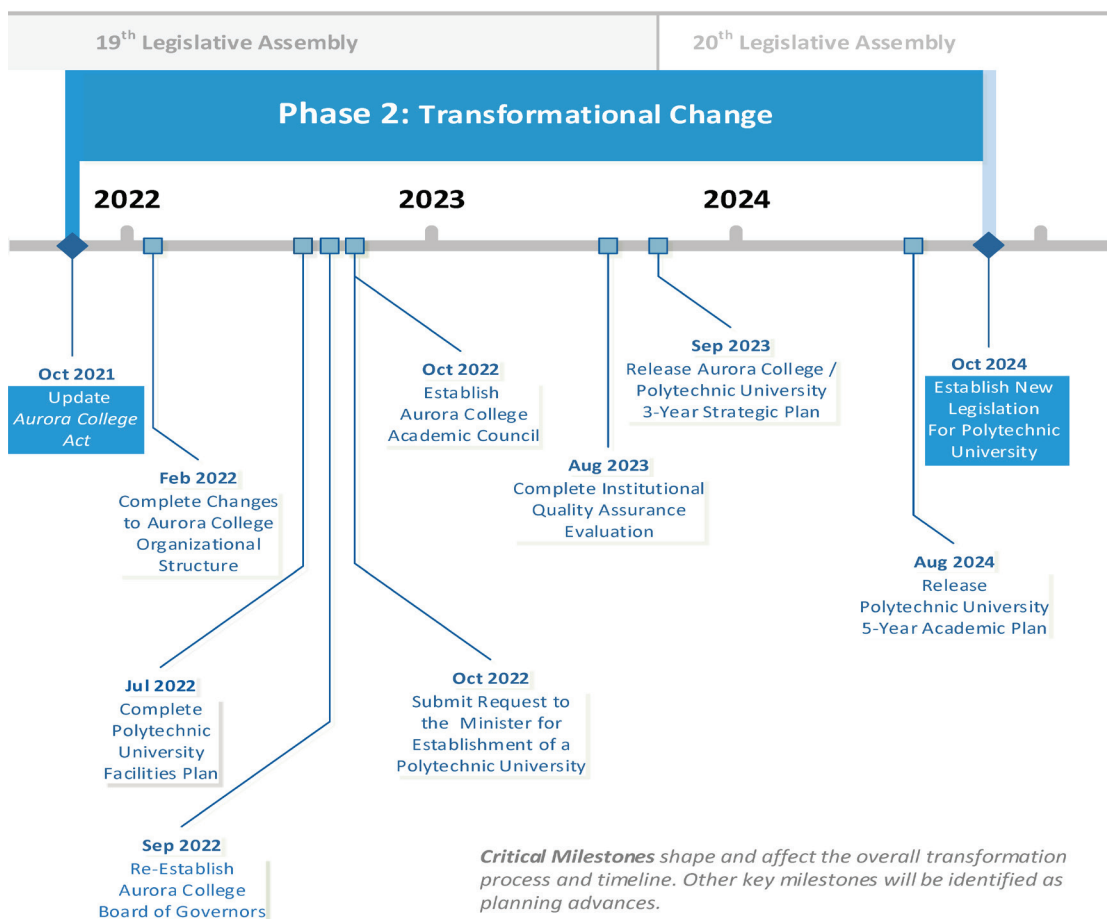 19th Legislative Assembly
20th Legislative Assembly
Phase 2: Transformational Change
2022
2023
2024
Oct 2021
Update
Aurora College
Act
Feb 2022
Complete Changes
to Aurora College
Organizational
Structure
Jul 2022
Complete
Polytechnic
University
Facilities Plan
Sep 2022
Re-Establish
Aurora College
Board of Governors
Oct 2022
Establish
Aurora College
Academic Council
Oct 2022
Submit Request to
the Minister for
Establishment of a
Polytechnic University
Aug 2023
Complete Institutional
Quality Assurance
Evaluation
Sep 2023
Release Aurora College /
Polytechnic University
3-Year Strategic Plan
Aug 2024
Release
Polytechnic University
5-Year Academic Plan
Oct 2024
Establish New
Legislation
For Polytechnic
University
Critical Milestones shape and affect the overall transformation
process and timeline. Other key milestones will be identified as
planning advances.